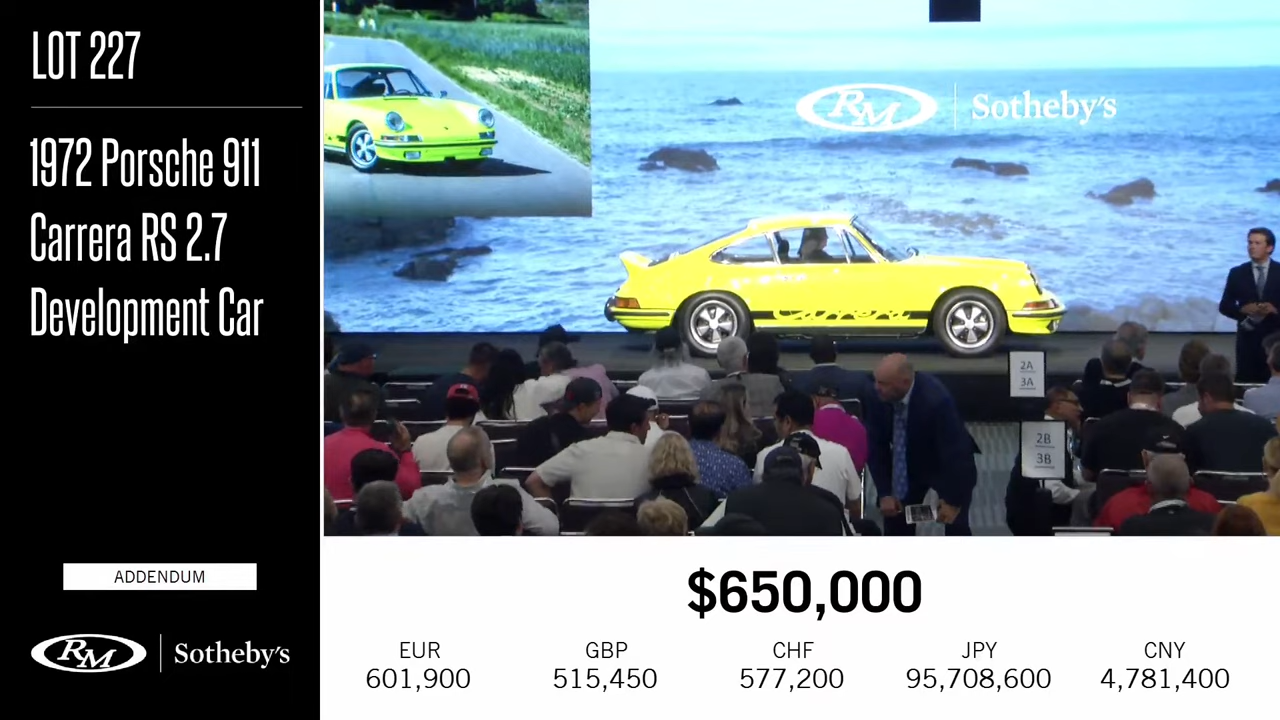 LOT 227
1972 Porsche 911
Carrera RS 2.7
Development Car
ADDENDUM
RM Sotheby's
RM Sotheby's
Carrera
2A
3A
2B
3B
$650,000
EUR GBP CHF JPY CNY
601,900 515,450 577,200 95,708,600 4,781,400